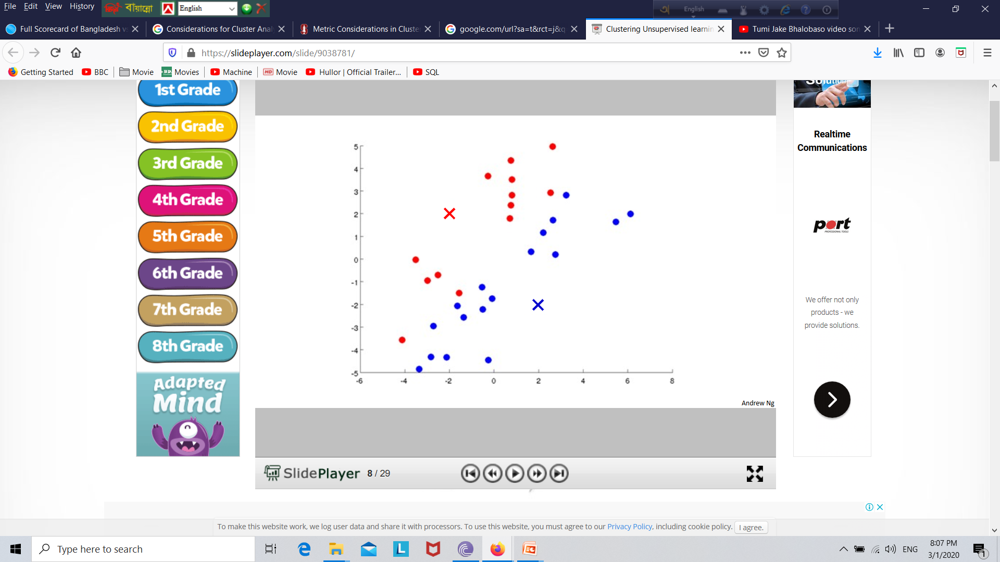 File Edit View History
বায়ান্নো English
English
Full Scorecard of Bangladesh v
Considerations for Cluster Ana
Metric Considerations in Cluste
google.com/url?sa=t&rct=j&q
Clustering Unsupervised learnin
Tumi Jake Bhalobaso video son
https://slideplayer.com/slide/9038781/
Getting Started BBC Movie Movies Machine Movie Hullor | Official Trailer... SQL
1st Grade
2nd Grade
3rd Grade
4th Grade
5th Grade
6th Grade
7th Grade
8th Grade
Adapted
Mind
5
4
3
2
1
0
-1
-2
-3
-4
-5
-6 -4 -2 0 2 4 6 8
Andrew Ng
SlidePlayer 8 / 29
Solutions
Realtime
Communications
port
PROFESSIONAL TOOLS
We offer not only
products - we
provide solutions.
To make this website work, we log user data and share it with processors. To use this website, you must agree to our Privacy Policy, including cookie policy. I agree.
Type here to search
ENG
8:07 PM
3/1/2020
1